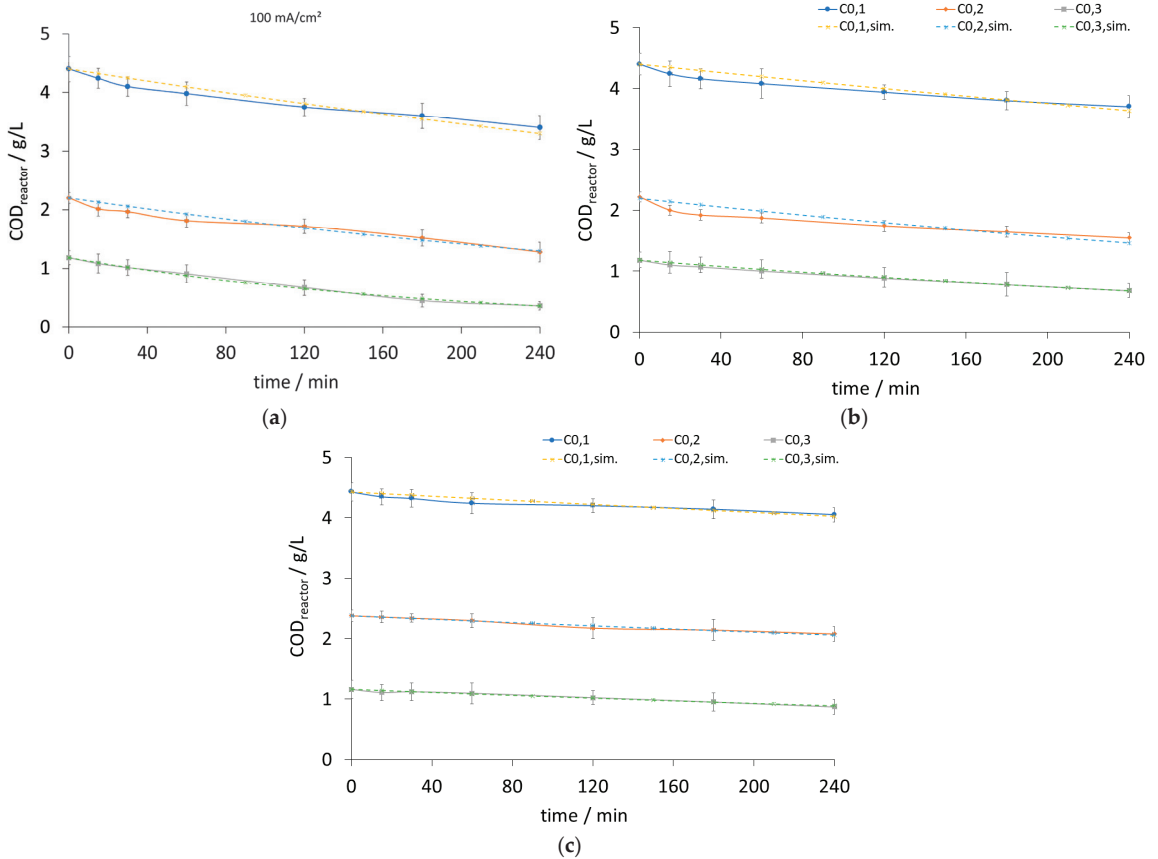 100 mA/cm²
5
4
3
2
1
0
CODreactor / g/L
0 40 80 120 160 200 240
time / min
(a)
C0,1 C0,2 C0,3
C0,1,sim. C0,2,sim. C0,3,sim.
5
4
3
2
1
0
CODreactor / g/L
0 40 80 120 160 200 240
time / min
(b)
C0,1 C0,2 C0,3
C0,1,sim. C0,2,sim. C0,3,sim.
5
4
3
2
1
0
CODreactor / g/L
0 40 80 120 160 200 240
time / min
(c)